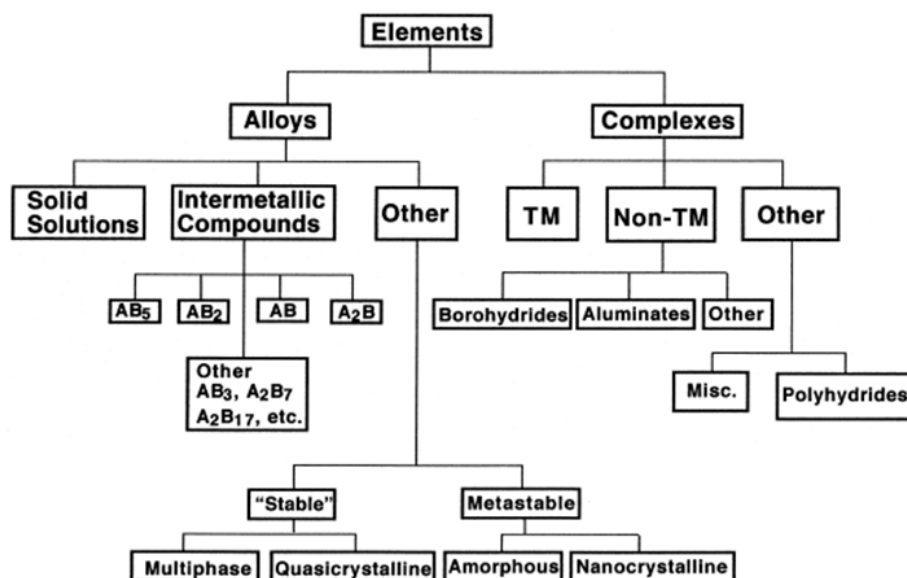 Elements
Alloys
Complexes
Solid
Solutions
Intermetallic
Compounds
Other
TM
Non-TM
Other
AB5
AB2
AB
A2B
Borohydrides
Aluminates
Other
Other
AB3, A2B7
A2B17, etc.
Misc.
Polyhydrides
“Stable”
Metastable
Multiphase
Quasicrystalline
Amorphous
Nanocrystalline